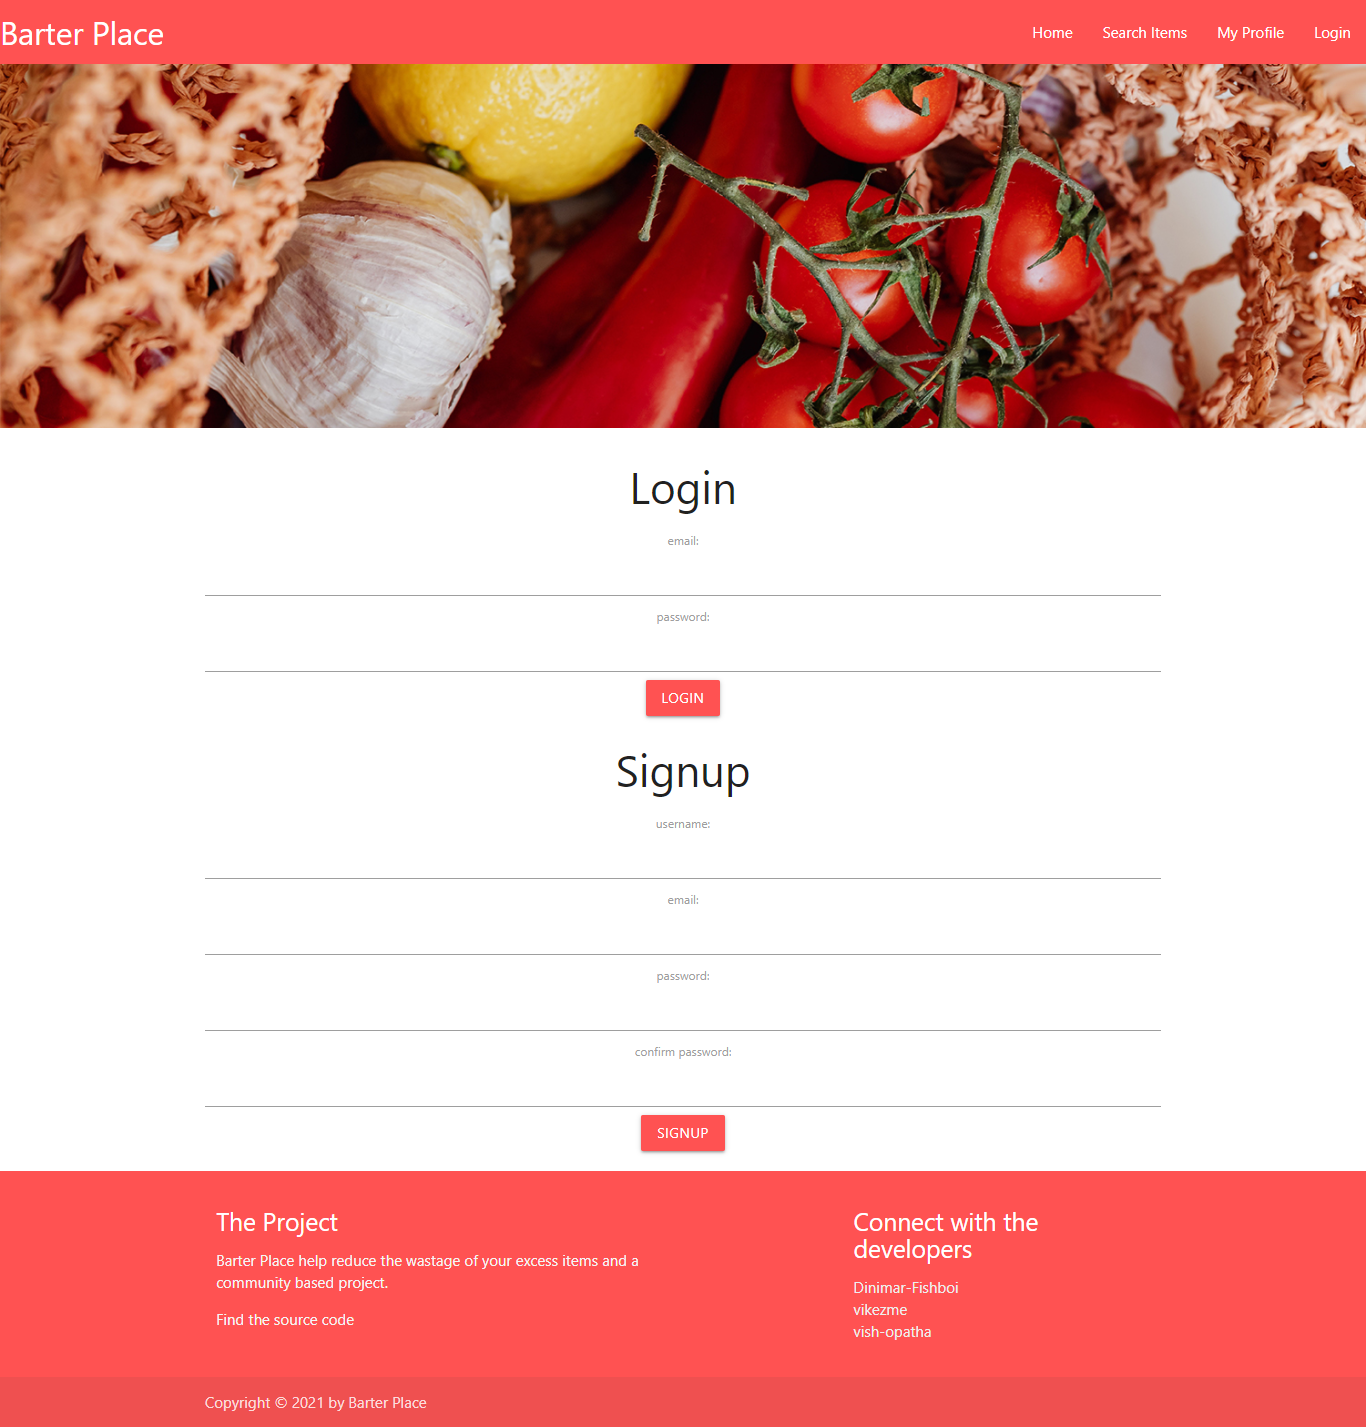 Barter Place
Home
Search Items
My Profile
Login
Login
email:
password:
LOGIN
Signup
username:
email:
password:
confirm password:
SIGNUP
The Project
Barter Place help reduce the wastage of your excess items and a
community based project.
Find the source code
Connect with the
developers
Dinimar-Fishboi
vikezme
vish-opatha
Copyright © 2021 by Barter Place